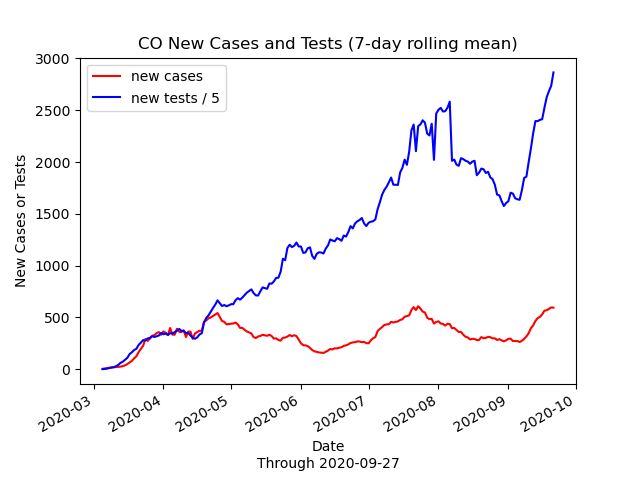 CO New Cases and Tests (7-day rolling mean)
new cases
new tests / 5
3000
2500
2000
1500
1000
500
0
New Cases or Tests
2020-03
2020-04
2020-05
2020-06
2020-07
2020-08
2020-09
2020-10
Date
Through 2020-09-27